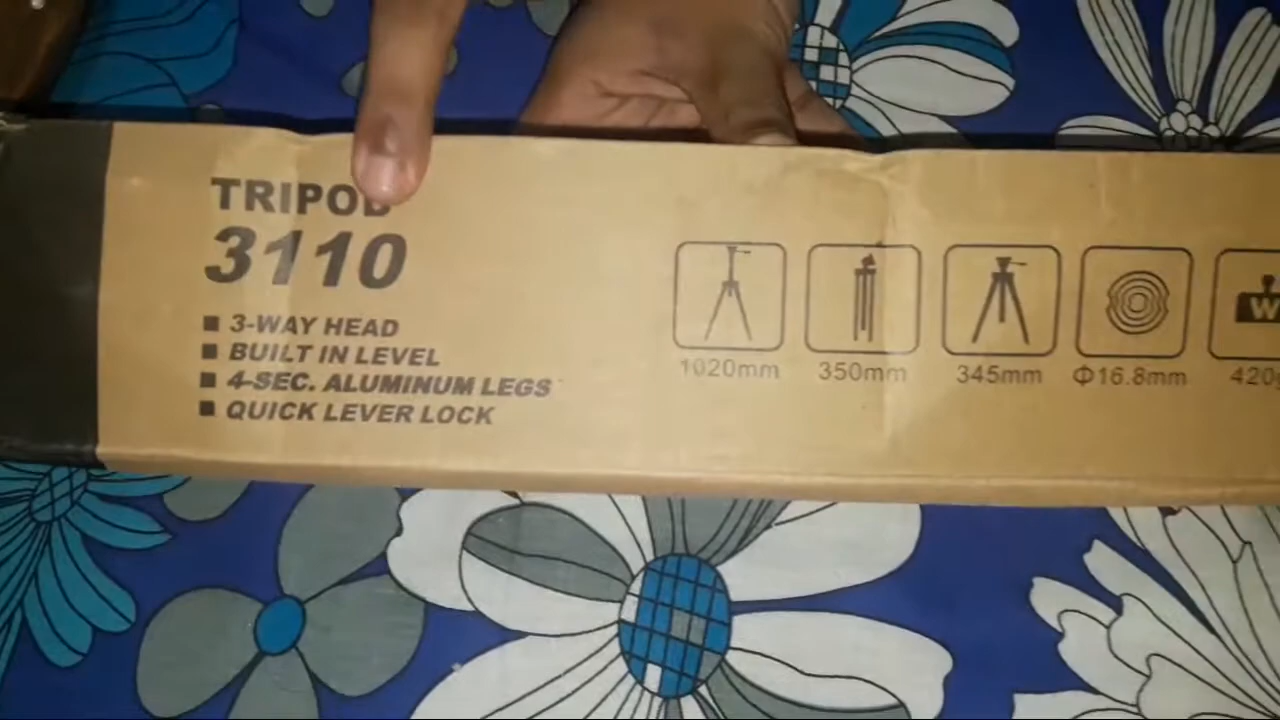 TRIPOD
3110
■ 3-WAY HEAD
■ BUILT IN LEVEL
■ 4-SEC. ALUMINUM LEGS
■ QUICK LEVER LOCK
1020mm
350mm
345mm
Φ16.8mm
W
420